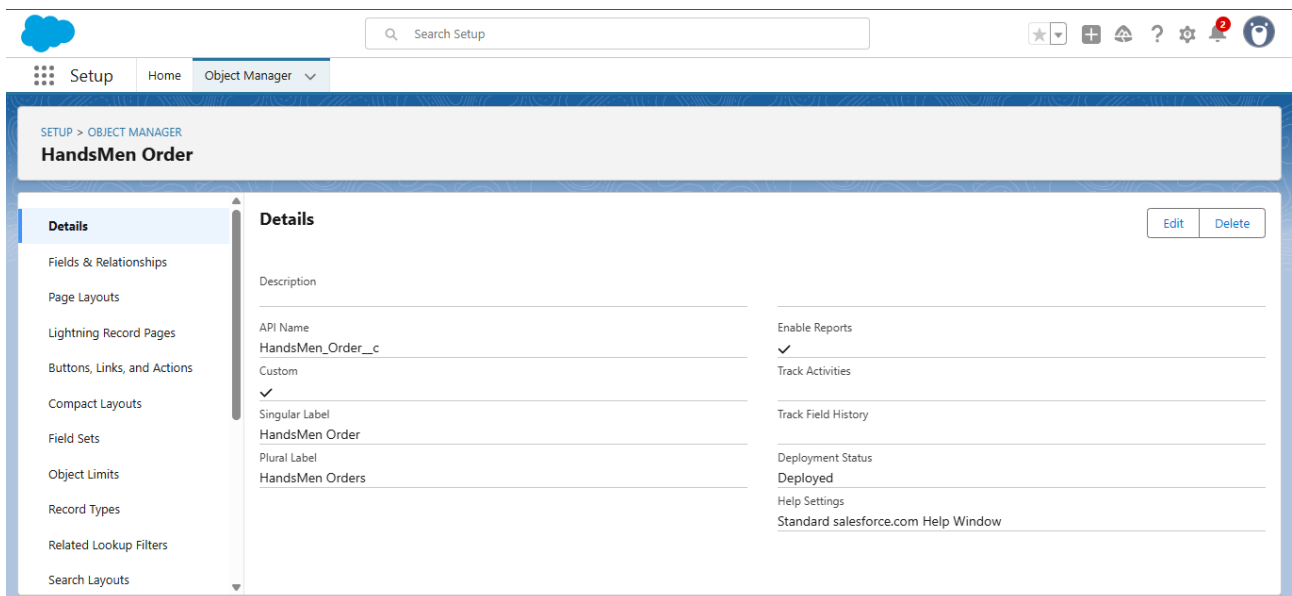 Search Setup
2
Setup
Home
Object Manager
SETUP > OBJECT MANAGER
HandsMen Order
Details
Fields & Relationships
Page Layouts
Lightning Record Pages
Buttons, Links, and Actions
Compact Layouts
Field Sets
Object Limits
Record Types
Related Lookup Filters
Search Layouts
Details
Edit
Delete
Description
API Name
HandsMen_Order__c
Custom
Singular Label
HandsMen Order
Plural Label
HandsMen Orders
Enable Reports
Track Activities
Track Field History
Deployment Status
Deployed
Help Settings
Standard salesforce.com Help Window